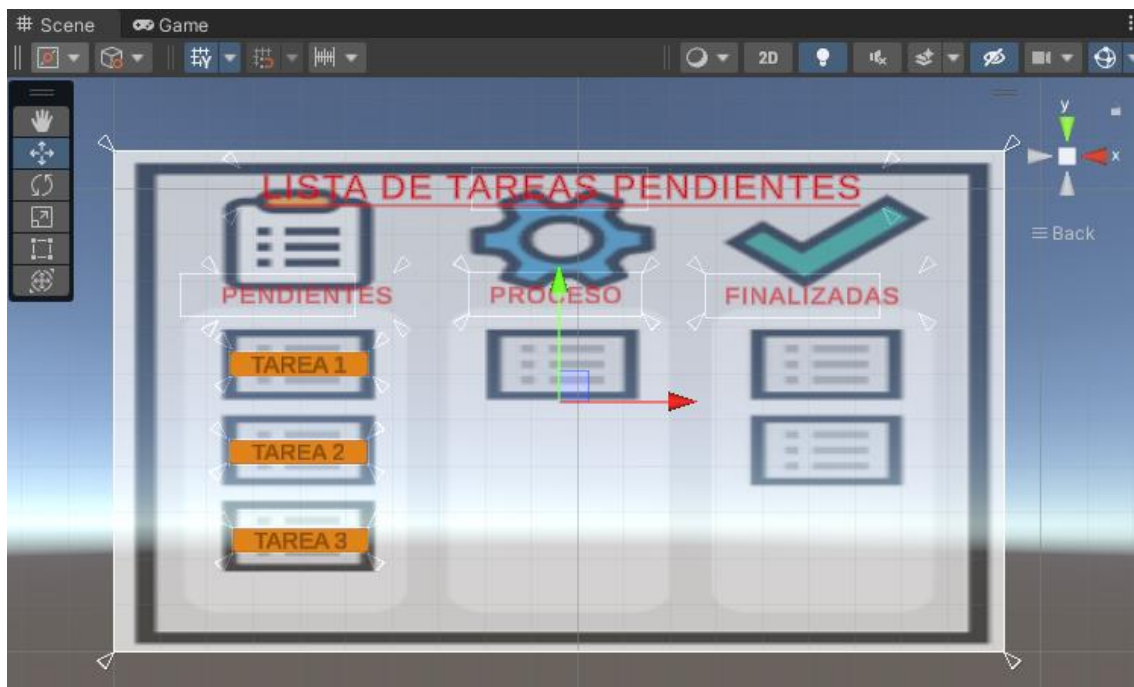 Scene Game
2D
y
x
Back
LISTA DE TAREAS PENDIENTES
PENDIENTES PROCESO FINALIZADAS
TAREA 1
TAREA 2
TAREA 3